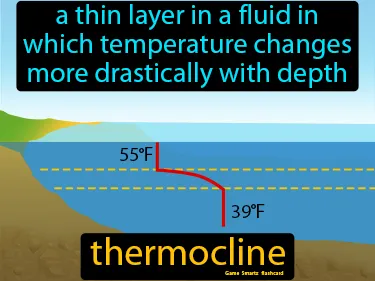 a thin layer in a fluid in
which temperature changes
more drastically with depth
55°F
39°F
thermocline
Game Smartz flashcard